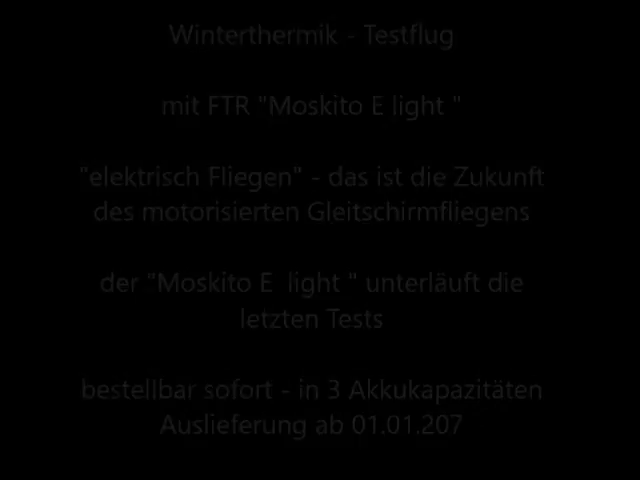 Winterthermik - Testflug
mit FTR "Moskito E light "
"elektrisch Fliegen" - das ist die Zukunft
des motorisierten Gleitschirmfliegens
der "Moskito E  light " unterläuft die
letzten Tests
bestellbar sofort - in 3 Akkukapazitäten
Auslieferung ab 01.01.207